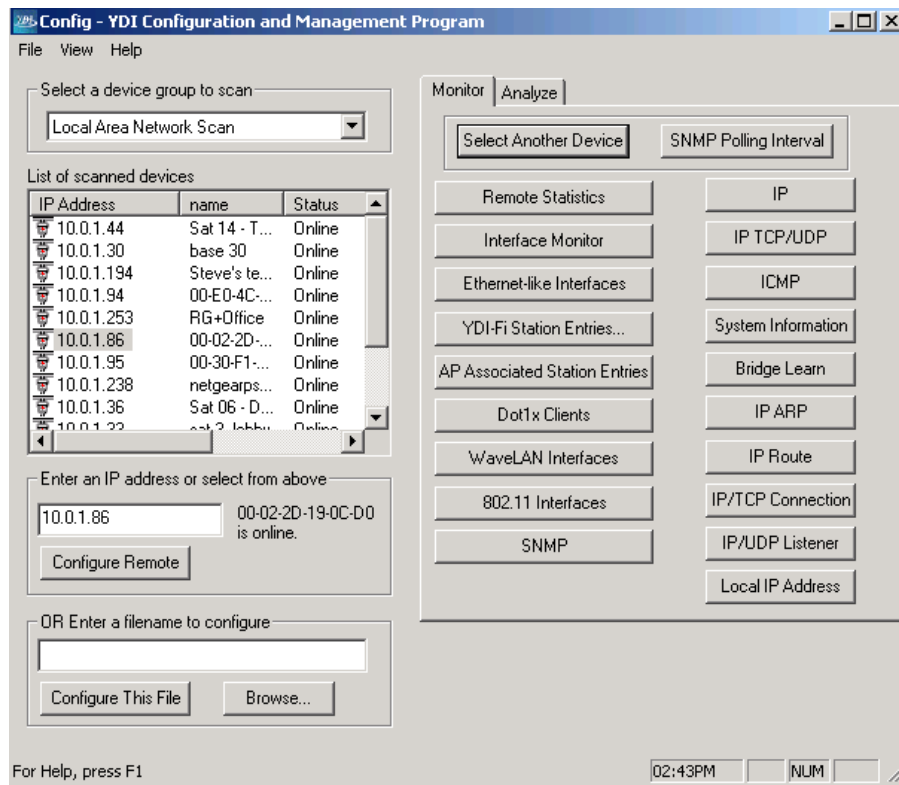 Config - YDI Configuration and Management Program
File View Help
Select a device group to scan
Local Area Network Scan
List of scanned devices
IP Address name Status
10.0.1.44 Sat 14 - T... Online
10.0.1.30 base 30 Online
10.0.1.194 Steve's te... Online
10.0.1.94 00-E0-4C-... Online
10.0.1.253 RG+Office Online
10.0.1.86 00-02-2D-... Online
10.0.1.95 00-30-F1-... Online
10.0.1.238 netgearps... Online
10.0.1.36 Sat 06 - D... Online
Enter an IP address or select from above
10.0.1.86
00-02-2D-19-0C-D0
is online.
Configure Remote
OR Enter a filename to configure
Configure This File Browse...
Monitor Analyze
Select Another Device SNMP Polling Interval
Remote Statistics
Interface Monitor
Ethernet-like Interfaces
YDI-Fi Station Entries...
AP Associated Station Entries
Dot1x Clients
WaveLAN Interfaces
802.11 Interfaces
SNMP
IP
IP TCP/UDP
ICMP
System Information
Bridge Learn
IP ARP
IP Route
IP/TCP Connection
IP/UDP Listener
Local IP Address
For Help, press F1
02:43PM NUM